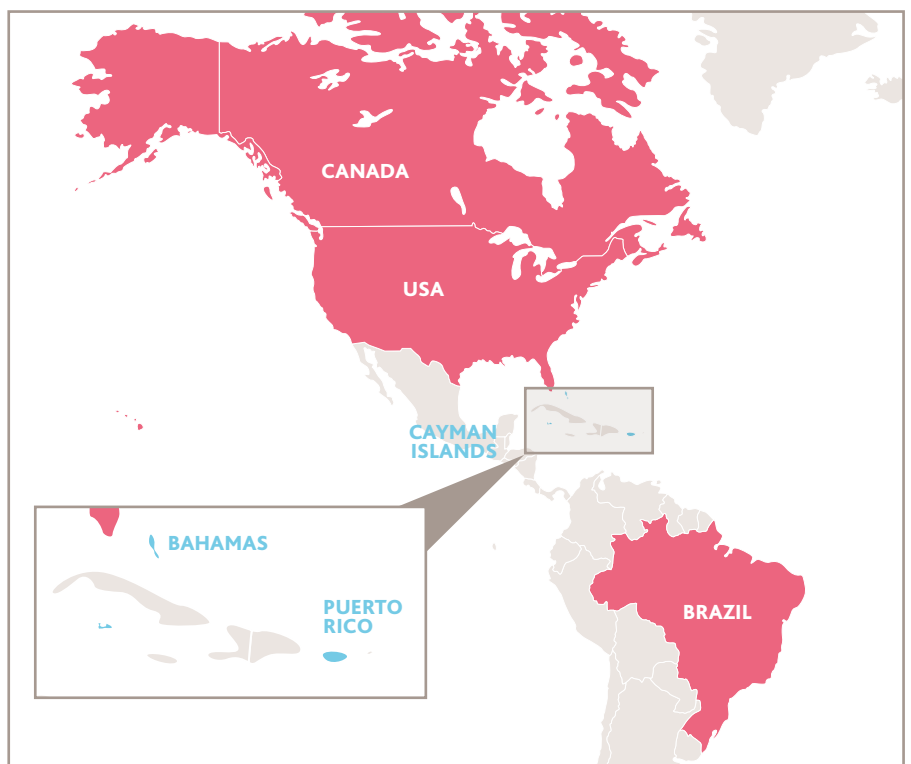 CANADA
USA
CAYMAN
ISLANDS
BAHAMAS
PUERTO
RICO
BRAZIL